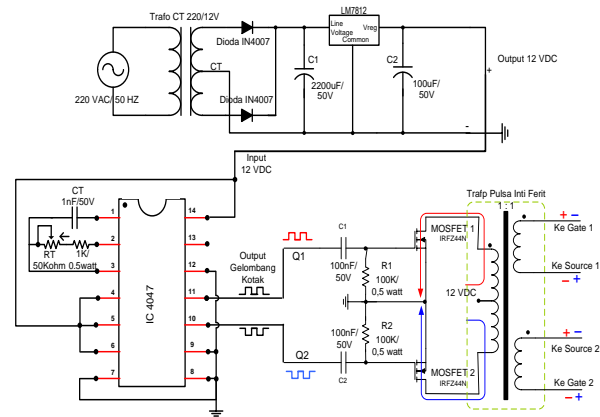 Trafo CT 220/12V
LM7812
Dioda IN4007
Line
Voltage
Vreg
Common
CT
C1
C2
Output 12 VDC
+
2200uF/
50V
100uF/
50V
Dioda IN4007
220 VAC/ 50 HZ
-
Input
12 VDC
CT
1nF/50V
1
14
2
13
RT
1K/
50Kohm 0.5watt
3
12
4
11
5
10
6
9
7
8
IC 4047
Output
Gelombang
Kotak
Q1
Q2
C1
100nF/
50V
R1
100K/
0,5 watt
R2
100K/
0,5 watt
100nF/
50V
C2
MOSFET 1
IRFZ44N
12 VDC
MOSFET 2
IRFZ44N
Trafp Pulsa Inti Ferit
1 : 1
+ −
Ke Gate 1
Ke Source 1
− +
+ −
Ke Source 2
Ke Gate 2
− +